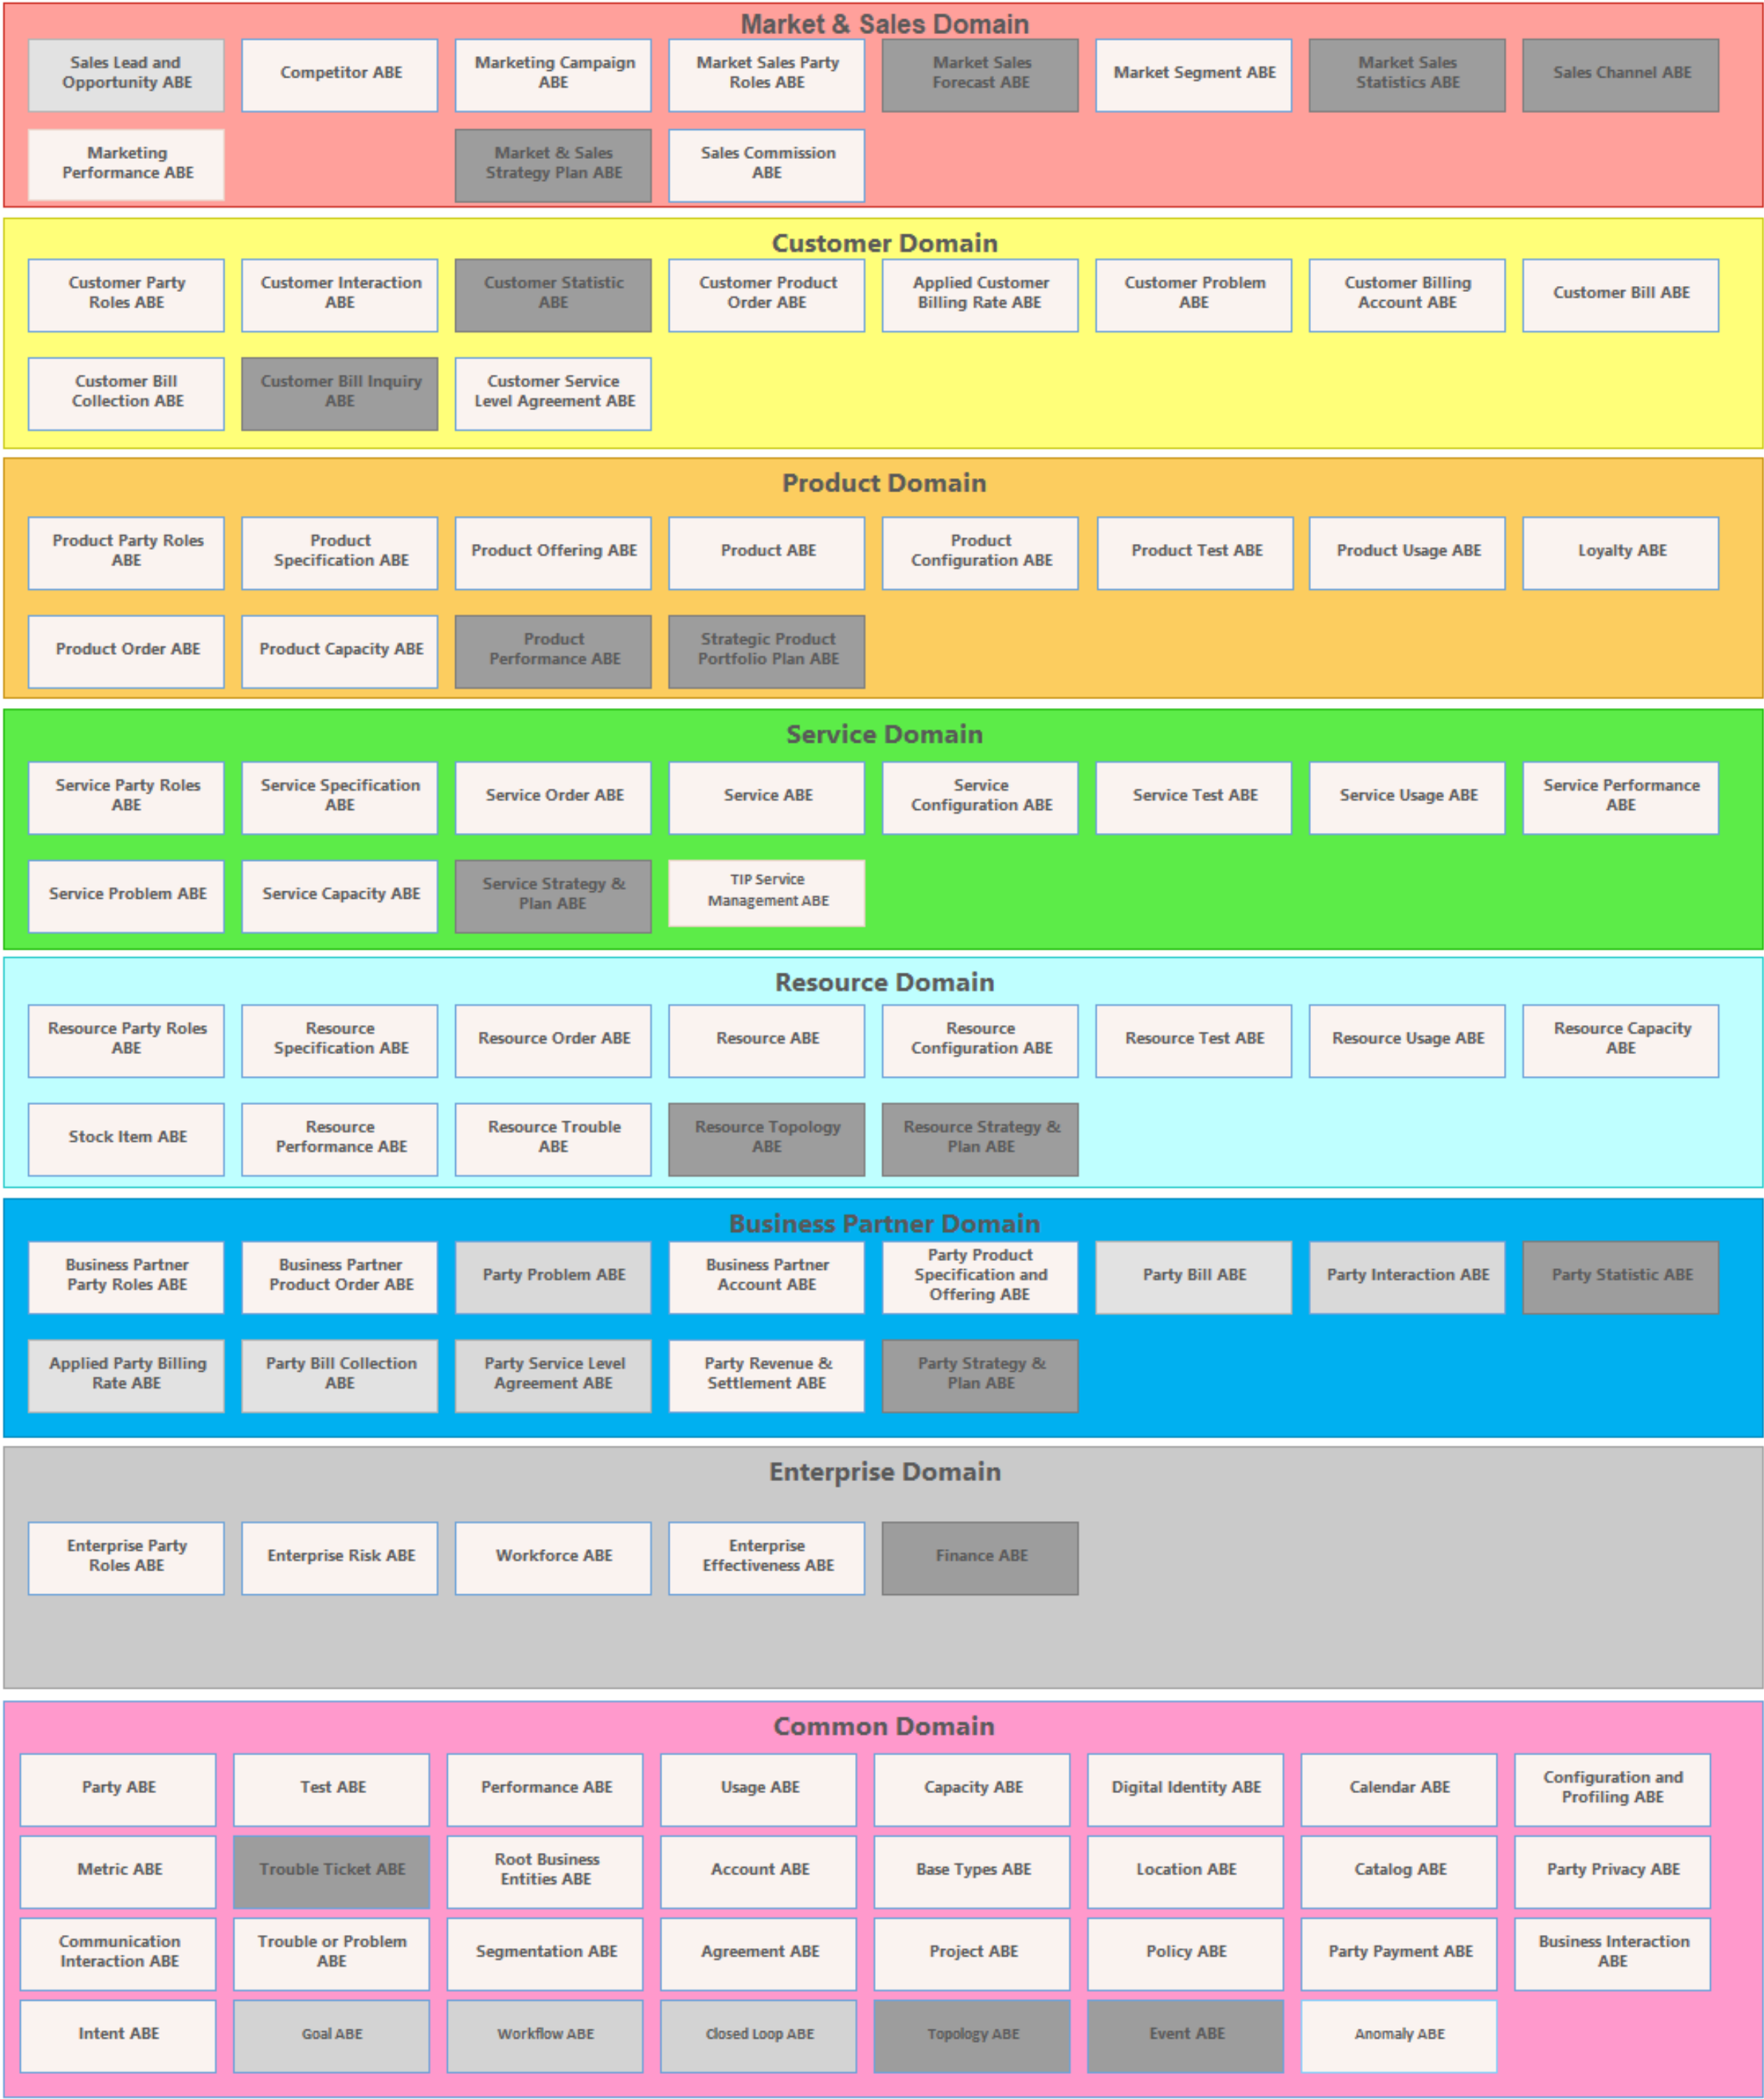 Market & Sales Domain
Sales Lead and
Opportunity ABE
Competitor ABE
Marketing Campaign
ABE
Market Sales Party
Roles ABE
Market Sales
Forecast ABE
Market Segment ABE
Market Sales
Statistics ABE
Sales Channel ABE
Marketing
Performance ABE
Market & Sales
Strategy Plan ABE
Sales Commission
ABE
Customer Domain
Customer Party
Roles ABE
Customer Interaction
ABE
Customer Statistic
ABE
Customer Product
Order ABE
Applied Customer
Billing Rate ABE
Customer Problem
ABE
Customer Billing
Account ABE
Customer Bill ABE
Customer Bill
Collection ABE
Customer Bill Inquiry
ABE
Customer Service
Level Agreement ABE
Product Domain
Product Party Roles
ABE
Product
Specification ABE
Product Offering ABE
Product ABE
Product
Configuration ABE
Product Test ABE
Product Usage ABE
Loyalty ABE
Product Order ABE
Product Capacity ABE
Product
Performance ABE
Strategic Product
Portfolio Plan ABE
Service Domain
Service Party Roles
ABE
Service Specification
ABE
Service Order ABE
Service ABE
Service
Configuration ABE
Service Test ABE
Service Usage ABE
Service Performance
ABE
Service Problem ABE
Service Capacity ABE
Service Strategy &
Plan ABE
TIP Service
Management ABE
Resource Domain
Resource Party Roles
ABE
Resource
Specification ABE
Resource Order ABE
Resource ABE
Resource
Configuration ABE
Resource Test ABE
Resource Usage ABE
Resource Capacity
ABE
Stock Item ABE
Resource
Performance ABE
Resource Trouble
ABE
Resource Topology
ABE
Resource Strategy &
Plan ABE
Business Partner Domain
Business Partner
Party Roles ABE
Business Partner
Product Order ABE
Party Problem ABE
Business Partner
Account ABE
Party Product
Specification and
Offering ABE
Party Bill ABE
Party Interaction ABE
Party Statistic ABE
Applied Party Billing
Rate ABE
Party Bill Collection
ABE
Party Service Level
Agreement ABE
Party Revenue &
Settlement ABE
Party Strategy &
Plan ABE
Enterprise Domain
Enterprise Party
Roles ABE
Enterprise Risk ABE
Workforce ABE
Enterprise
Effectiveness ABE
Finance ABE
Common Domain
Party ABE
Test ABE
Performance ABE
Usage ABE
Capacity ABE
Digital Identity ABE
Calendar ABE
Configuration and
Profiling ABE
Metric ABE
Trouble Ticket ABE
Root Business
Entities ABE
Account ABE
Base Types ABE
Location ABE
Catalog ABE
Party Privacy ABE
Communication
Interaction ABE
Trouble or Problem
ABE
Segmentation ABE
Agreement ABE
Project ABE
Policy ABE
Party Payment ABE
Business Interaction
ABE
Intent ABE
Goal ABE
Workflow ABE
Closed Loop ABE
Topology ABE
Event ABE
Anomaly ABE